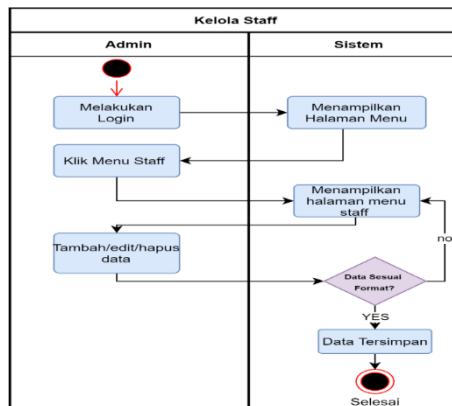 Kelola Staff
Admin
Sistem
Melakukan
Login
Menampilkan
Halaman Menu
Klik Menu Staff
Menampilkan
halaman menu
staff
Tambah/edit/hapus
data
Data Sesuai
Format?
no
YES
Data Tersimpan
Selesai